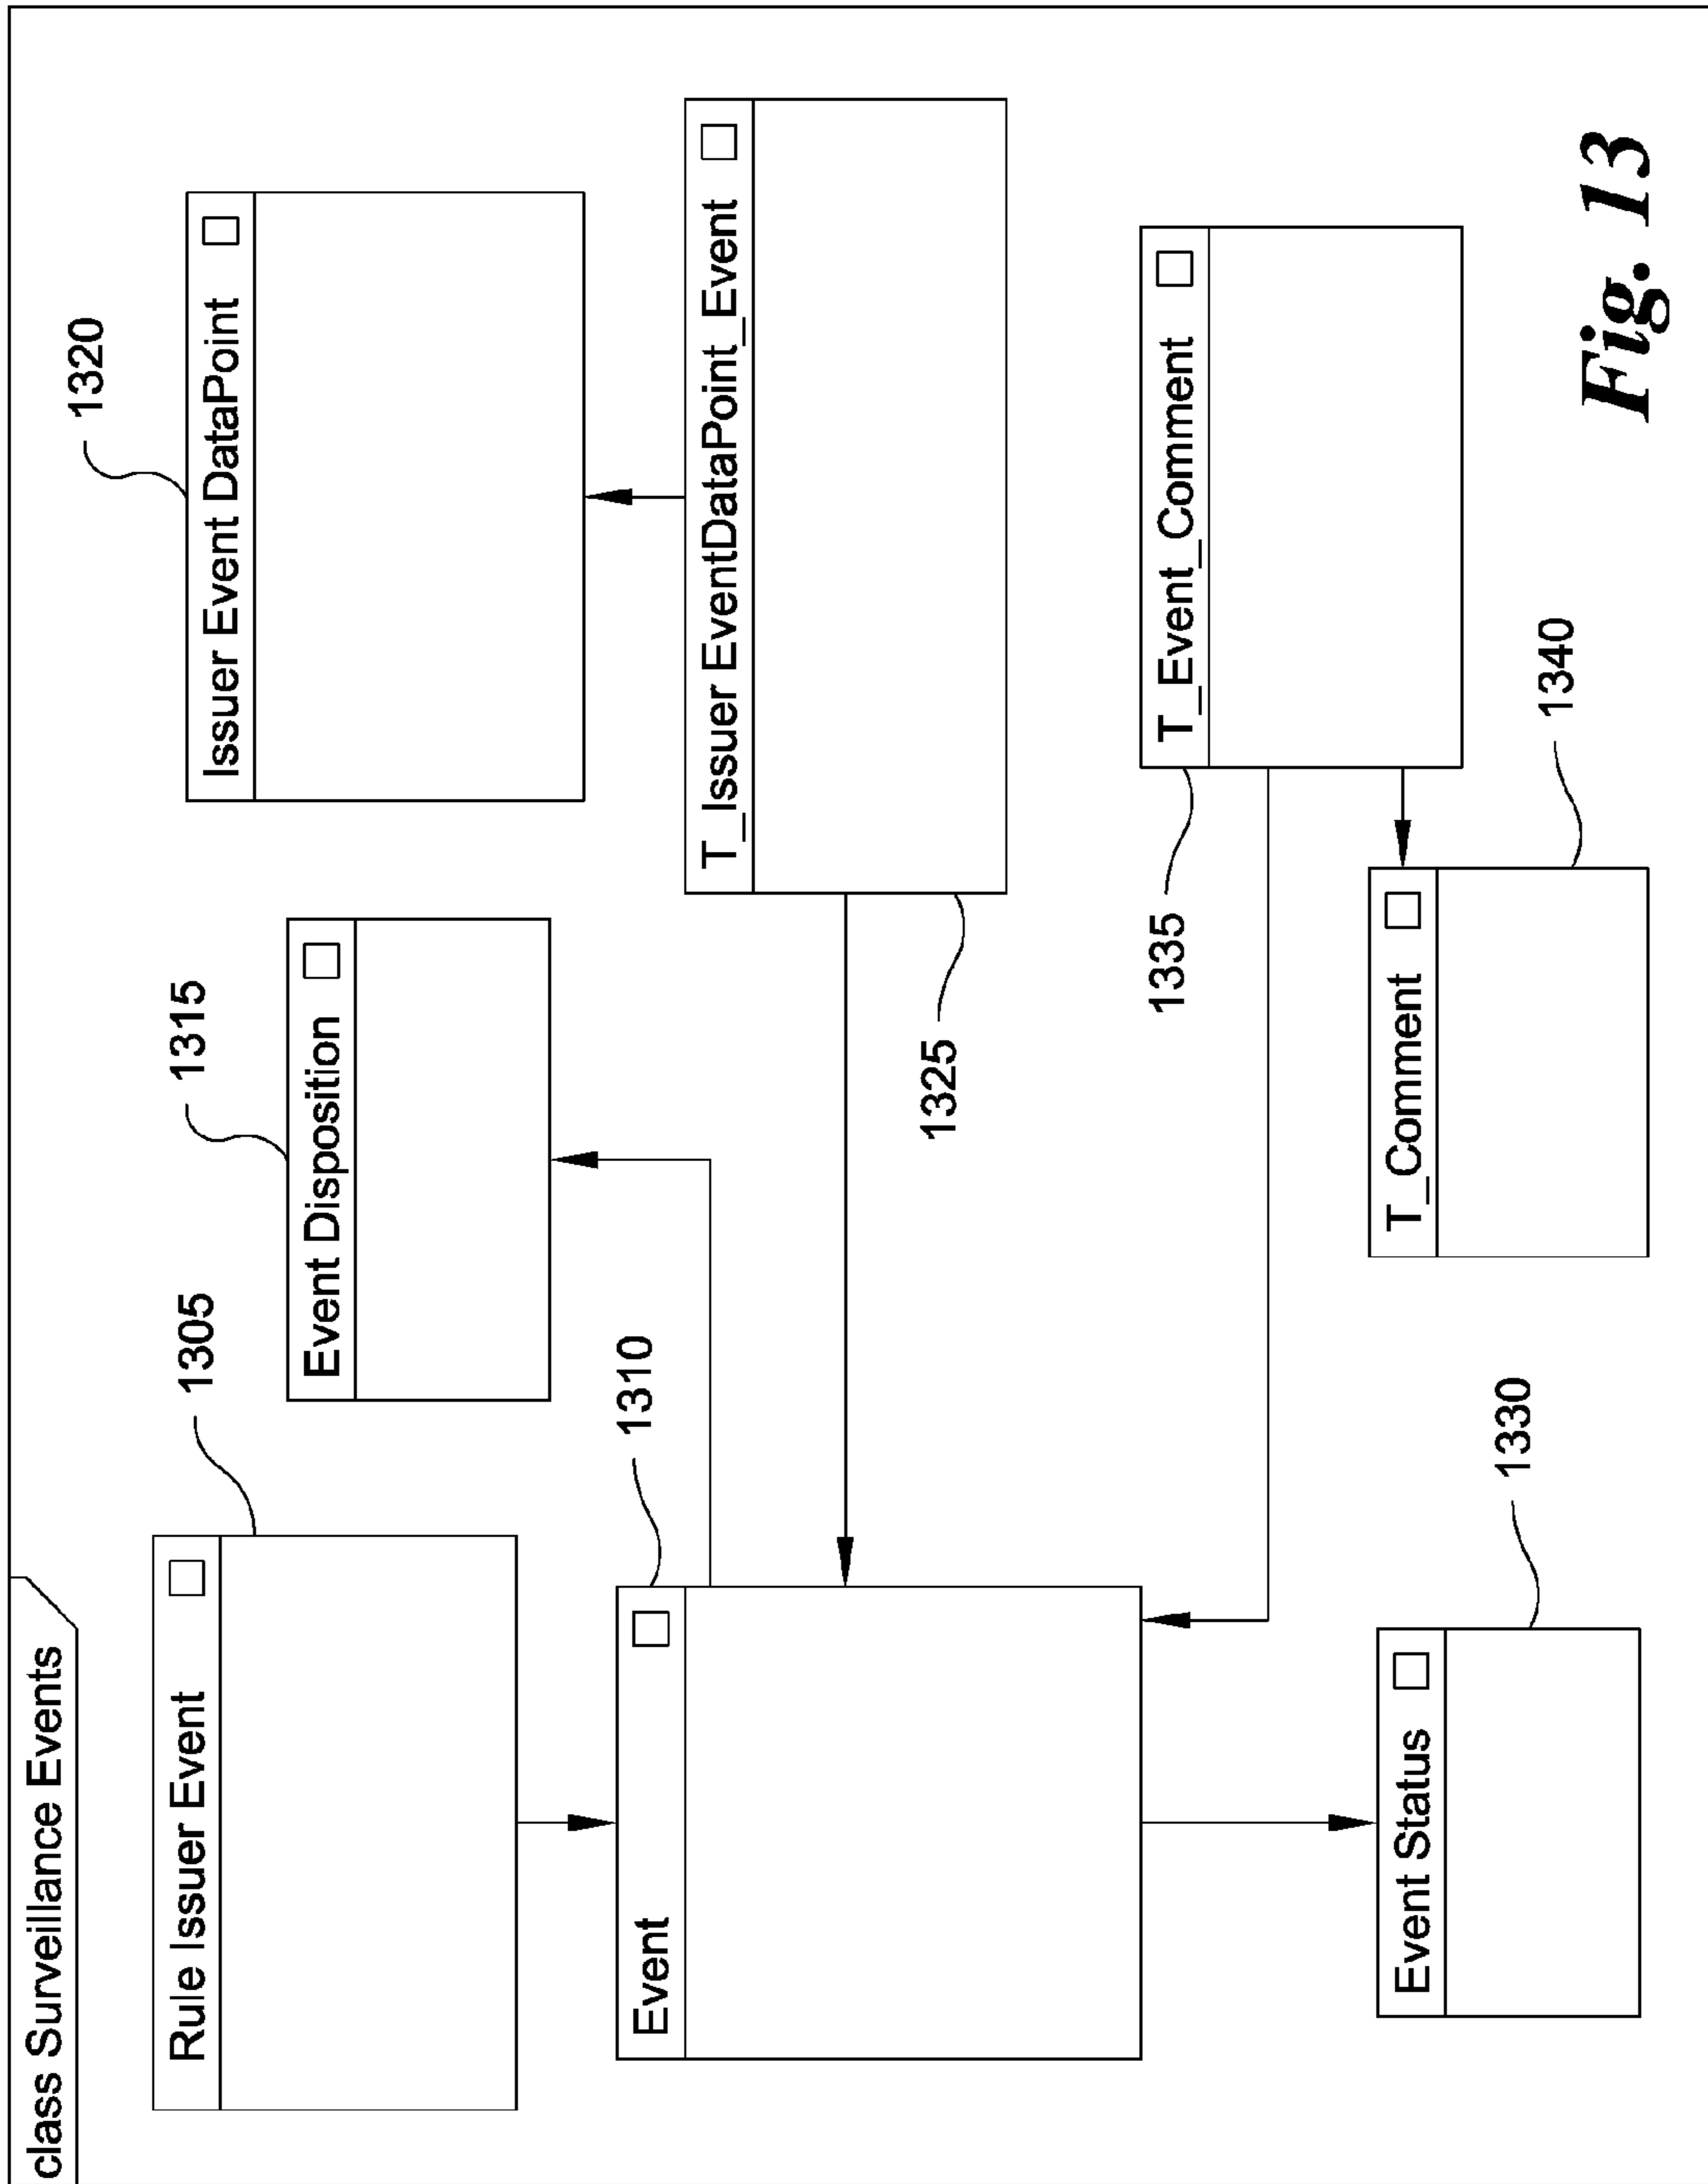 class Surveillance Events
Rule Issuer Event
1305
Event Disposition
1315
Issuer Event DataPoint
1320
Event
1310
T_Issuer EventDataPoint_Event
1325
Event Status
1330
T_Event_Comment
1335
T_Comment
1340
Fig. 13